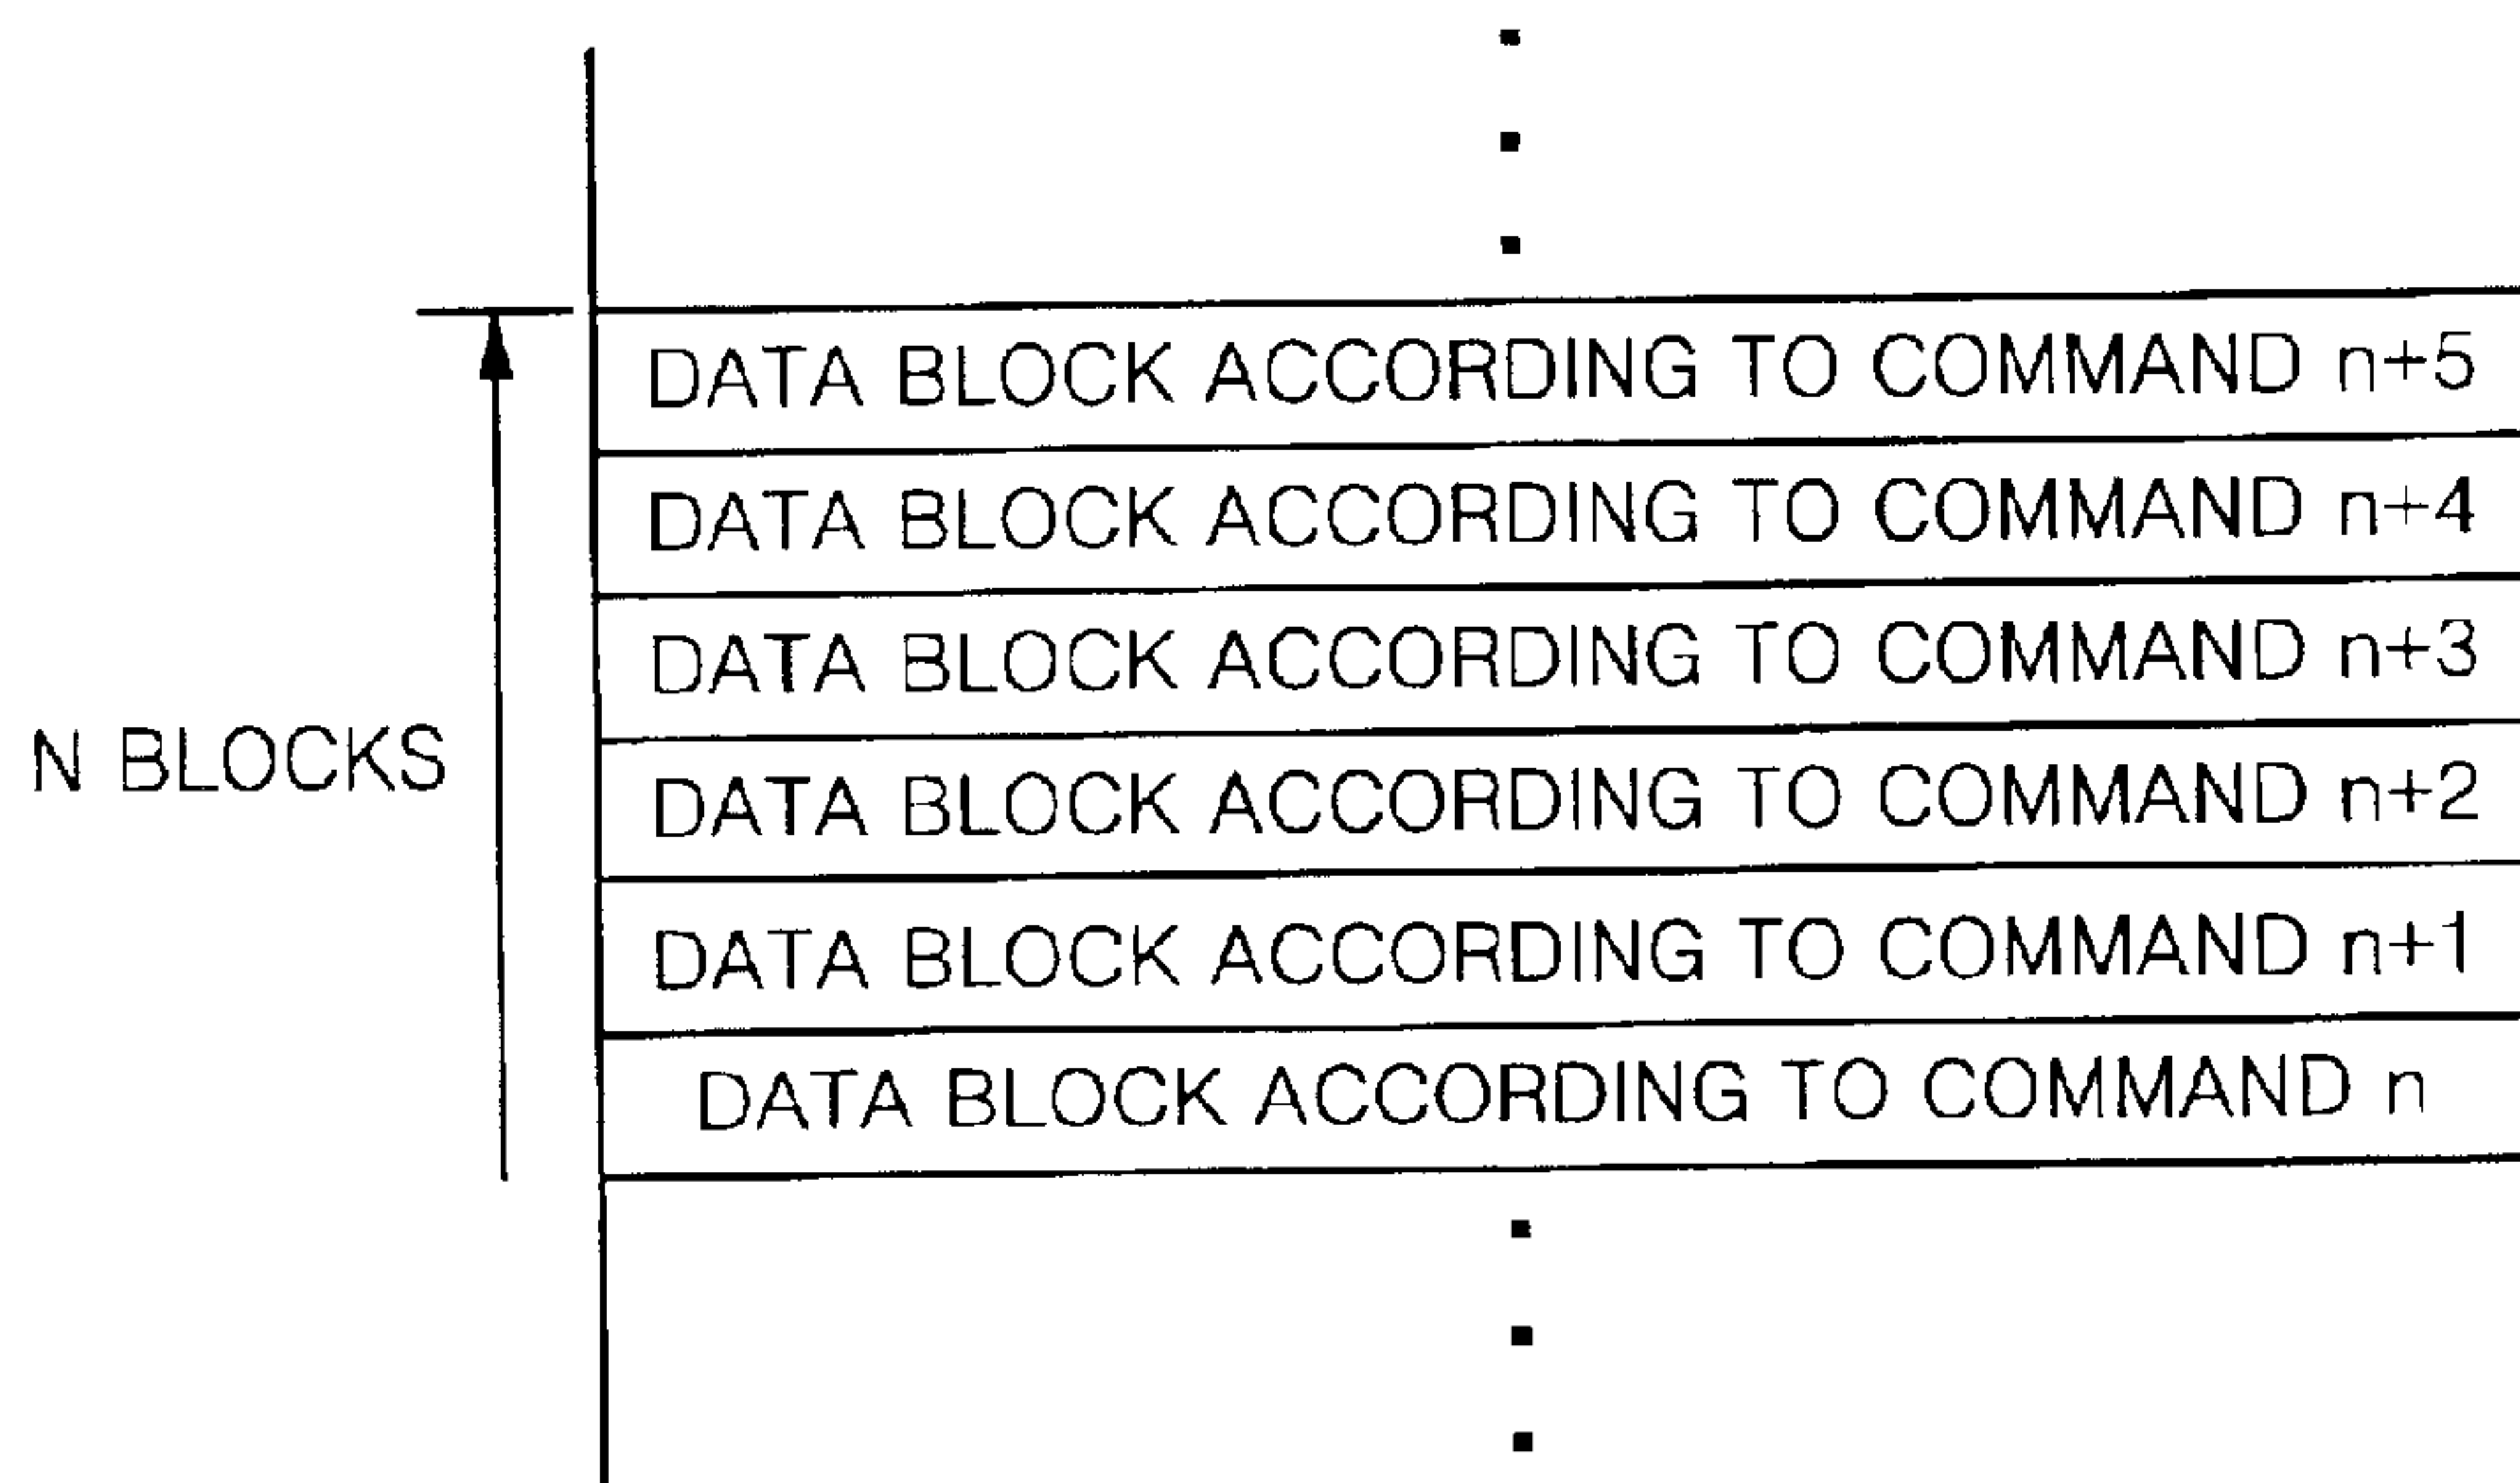 DATA BLOCK ACCORDING TO COMMAND n+5
DATA BLOCK ACCORDING TO COMMAND n+4
DATA BLOCK ACCORDING TO COMMAND n+3
N BLOCKS
DATA BLOCK ACCORDING TO COMMAND n+2
DATA BLOCK ACCORDING TO COMMAND n+1
DATA BLOCK ACCORDING TO COMMAND n